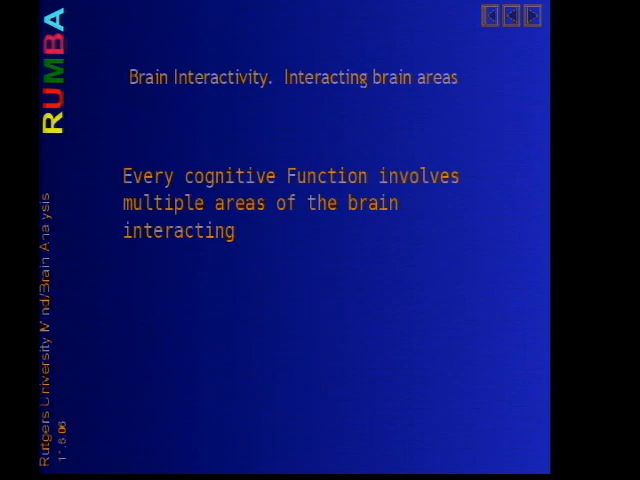 Brain Interactivity. Interacting brain areas
Every cognitive Function involves
multiple areas of the brain
interacting
RUMBA
Rutgers University Mind/Brain Analysis